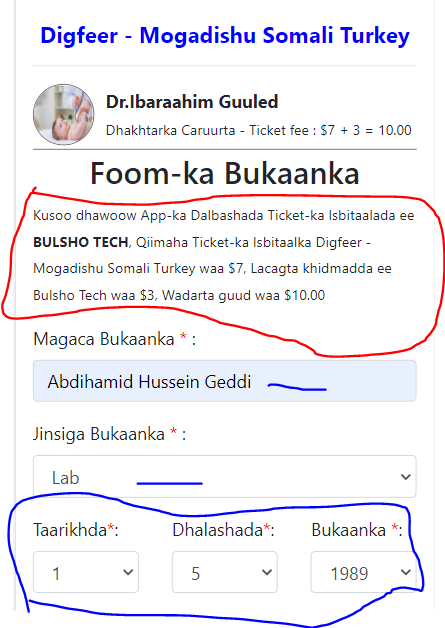 Digfeer - Mogadishu Somali Turkey
Dr.Ibaraahim Guuled
Dhakhtarka Caruurta - Ticket fee : $7 + 3 = 10.00
Foom-ka Bukaanka
Kusoo dhawoow App-ka Dalbashada Ticket-ka Isbitaalada ee
BULSHO TECH, Qiimaha Ticket-ka Isbitaalka Digfeer -
Mogadishu Somali Turkey waa $7, Lacagta khidmadda ee
Bulsho Tech waa $3, Wadarta guud waa $10.00
Magaca Bukaanka * :
Abdihamid Hussein Geddi
Jinsiga Bukaanka * :
Lab
Taarikhda*: Dhalashada*: Bukaanka *:
1 5 1989